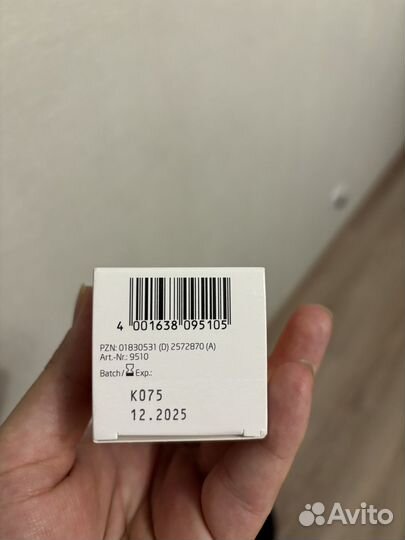 4 001638 095105
PZN: 01830531 (D) 2572870 (A)
Art.-Nr.: 9510
Batch/⌛Exp.:
K075
12.2025
Avito